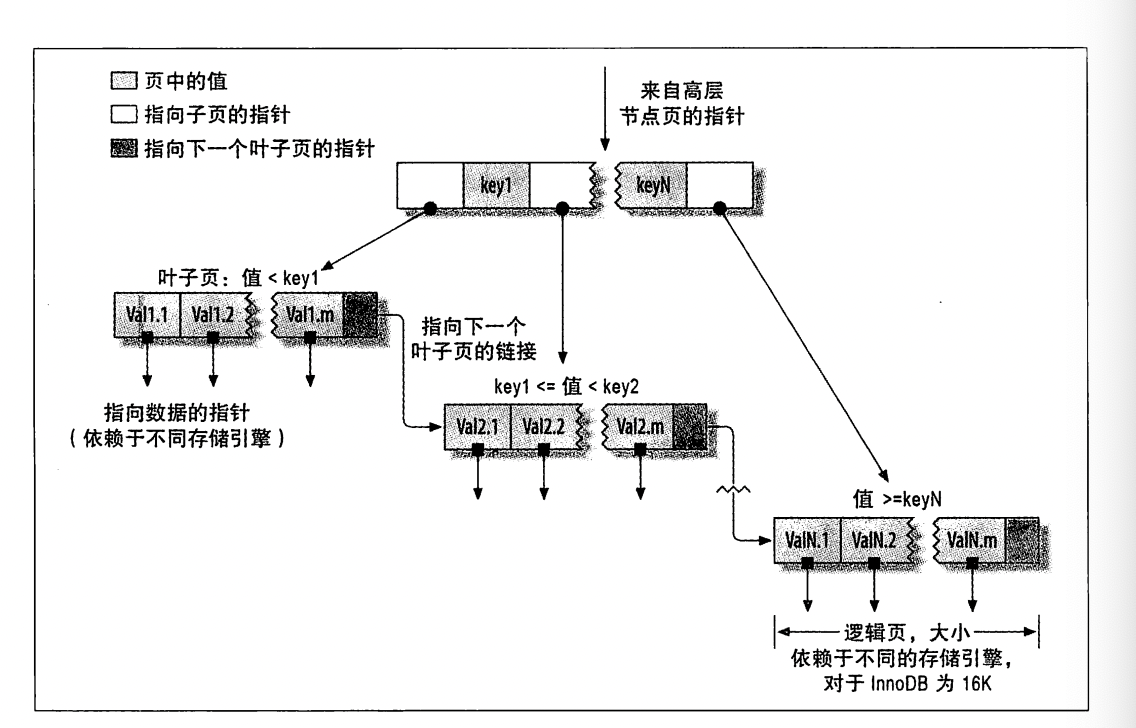 页中的值
指向子页的指针
指向下一个叶子页的指针
来自高层
节点页的指针
key1
keyN
叶子页：值 < key1
Val1.1
Val1.2
Val1.m
指向下一个
叶子页的链接
key1 <= 值 < key2
指向数据的指针
（依赖于不同存储引擎）
Val2.1
Val2.2
Val2.m
值 >=keyN
ValN.1
ValN.2
ValN.m
逻辑页，大小
依赖于不同的存储引擎，
对于 InnoDB 为 16K